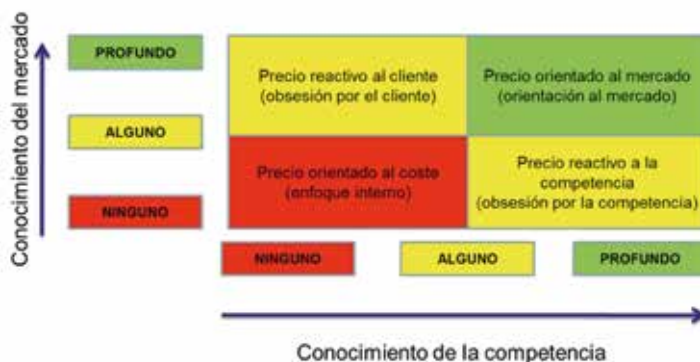 Conocimiento del mercado
PROFUNDO
ALGUNO
NINGUNO
Precio reactivo al cliente
(obsesión por el cliente)
Precio orientado al mercado
(orientación al mercado)
Precio orientado al coste
(enfoque interno)
Precio reactivo a la
competencia
(obsesión por la competencia)
NINGUNO
ALGUNO
PROFUNDO
Conocimiento de la competencia